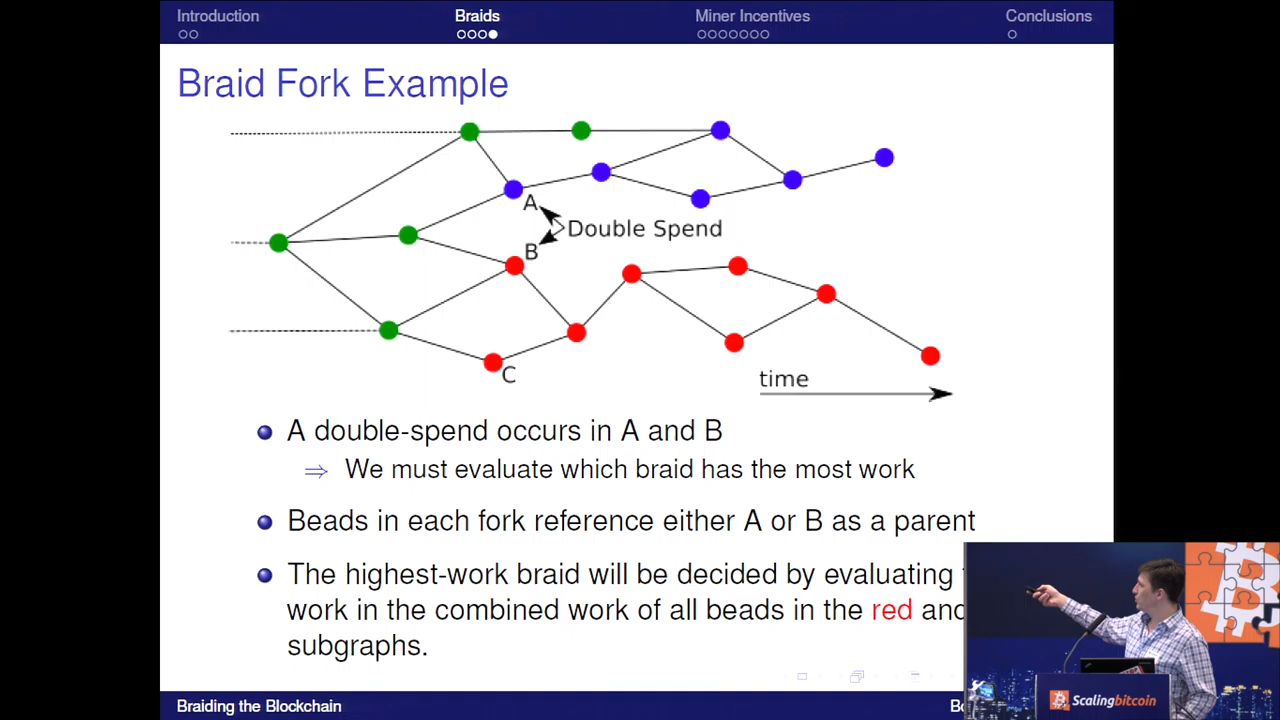 Introduction Braids Miner Incentives Conclusions
Braid Fork Example
A
Double Spend
B
C
time
A double-spend occurs in A and B
⇒ We must evaluate which braid has the most work
Beads in each fork reference either A or B as a parent
The highest-work braid will be decided by evaluating
work in the combined work of all beads in the red and
subgraphs.
Braiding the Blockchain
Scalingbitcoin